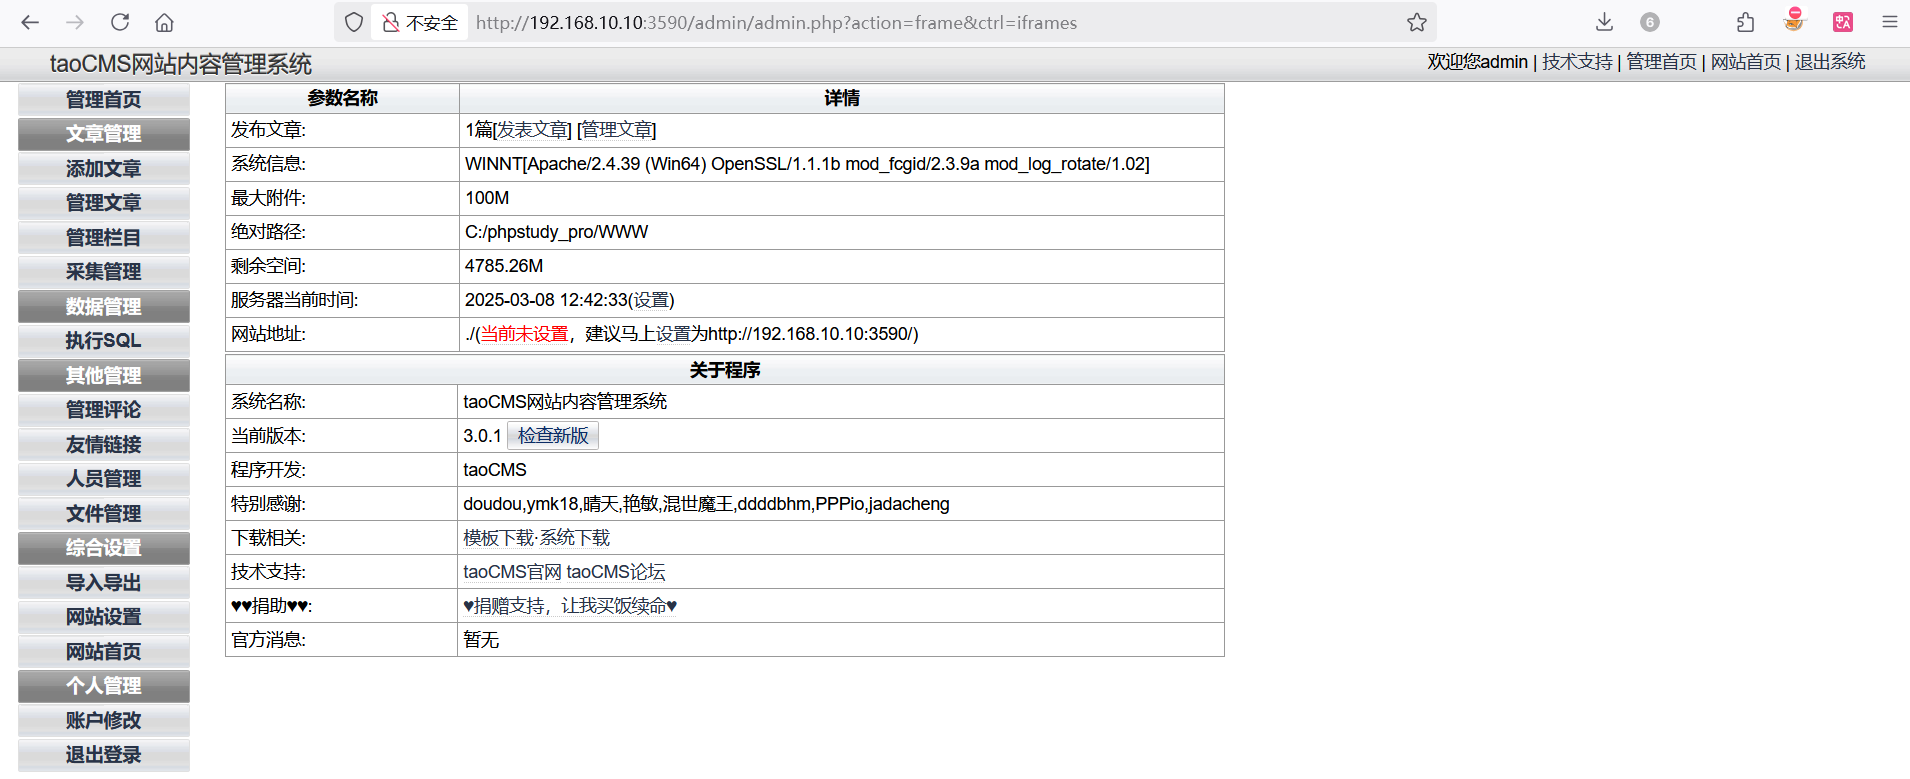 不安全 http://192.168.10.10:3590/admin/admin.php?action=frame&ctrl=iframes
6
taoCMS网站内容管理系统
欢迎您admin | 技术支持 | 管理首页 | 网站首页 | 退出系统
管理首页
文章管理
添加文章
管理文章
管理栏目
采集管理
数据管理
执行SQL
其他管理
管理评论
友情链接
人员管理
文件管理
综合设置
导入导出
网站设置
网站首页
个人管理
账户修改
退出登录
参数名称 详情
发布文章: 1篇[发表文章] [管理文章]
系统信息: WINNT[Apache/2.4.39 (Win64) OpenSSL/1.1.1b mod_fcgid/2.3.9a mod_log_rotate/1.02]
最大附件: 100M
绝对路径: C:/phpstudy_pro/WWW
剩余空间: 4785.26M
服务器当前时间: 2025-03-08 12:42:33(设置)
网站地址: ./(当前未设置，建议马上设置为http://192.168.10.10:3590/)
关于程序
系统名称: taoCMS网站内容管理系统
当前版本: 3.0.1 检查新版
程序开发: taoCMS
特别感谢: doudou,ymk18,晴天,艳敏,混世魔王,ddddbhm,PPPio,jadacheng
下载相关: 模板下载·系统下载
技术支持: taoCMS官网 taoCMS论坛
♥♥捐助♥♥: ♥捐赠支持，让我买饭续命♥
官方消息: 暂无